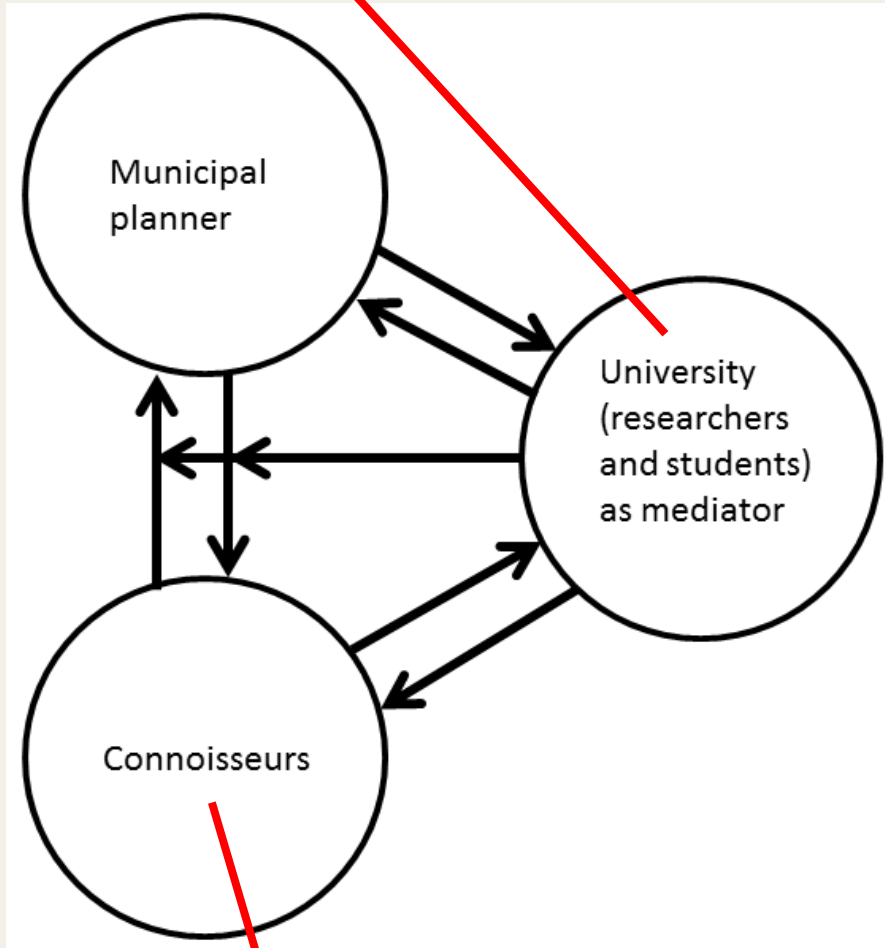 Municipal
planner
University
(researchers
and students)
as mediator
Connoisseurs